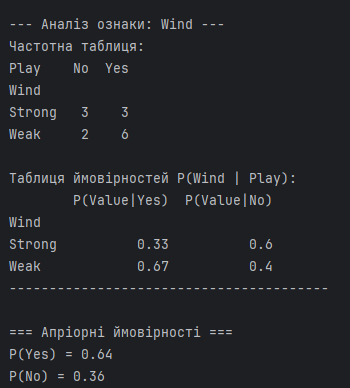 --- Аналіз ознаки: Wind ---
Частотна таблиця:
Play    No  Yes
Wind
Strong   3    3
Weak     2    6
Таблиця ймовірностей P(Wind | Play):
        P(Value|Yes)  P(Value|No)
Wind
Strong          0.33          0.6
Weak            0.67          0.4
----------------------------------------
=== Апріорні ймовірності ===
P(Yes) = 0.64
P(No) = 0.36